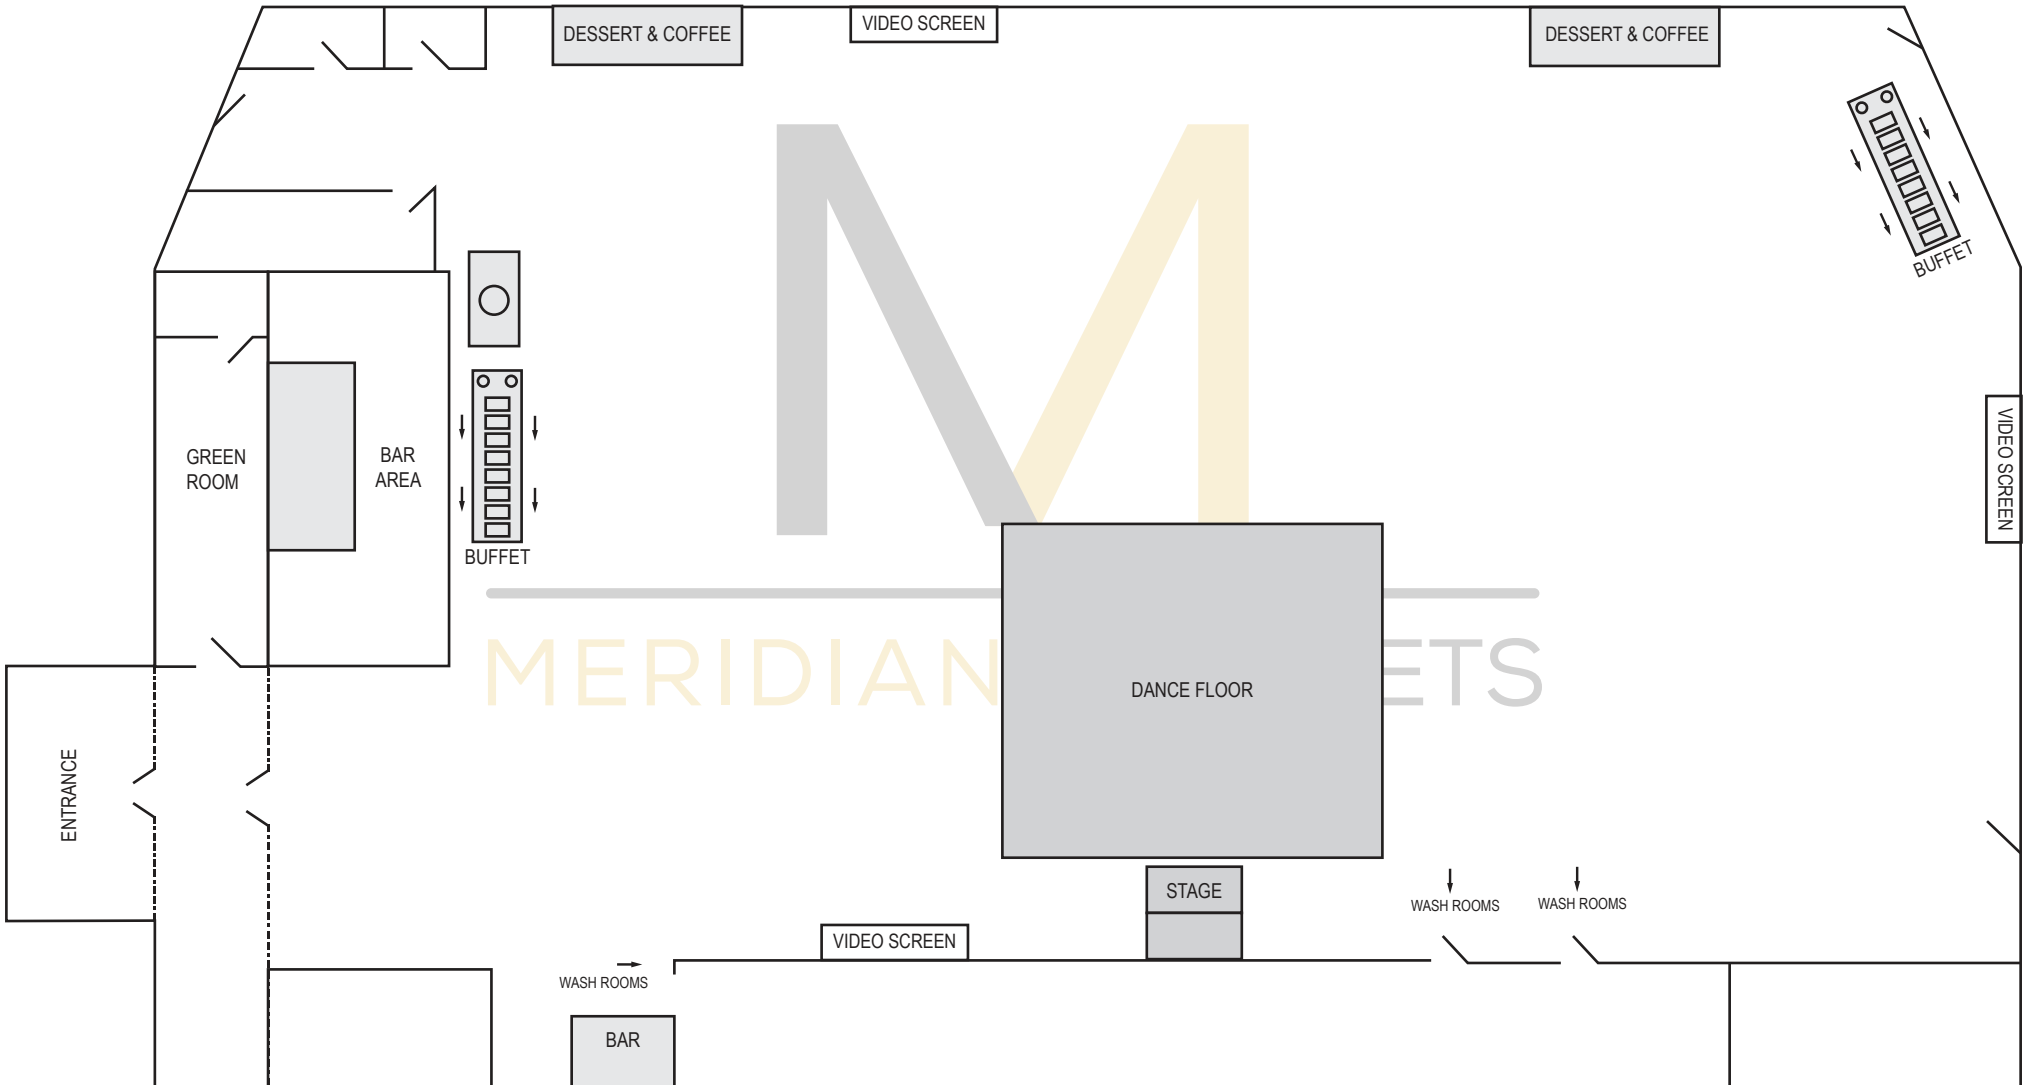 DESSERT & COFFEE
VIDEO SCREEN
DESSERT & COFFEE
BUFFET
GREEN
ROOM
BAR
AREA
VIDEO SCREEN
BUFFET
MERIDIAN
ETS
DANCE FLOOR
ENTRANCE
STAGE
WASH ROOMS
WASH ROOMS
VIDEO SCREEN
WASH ROOMS
BAR